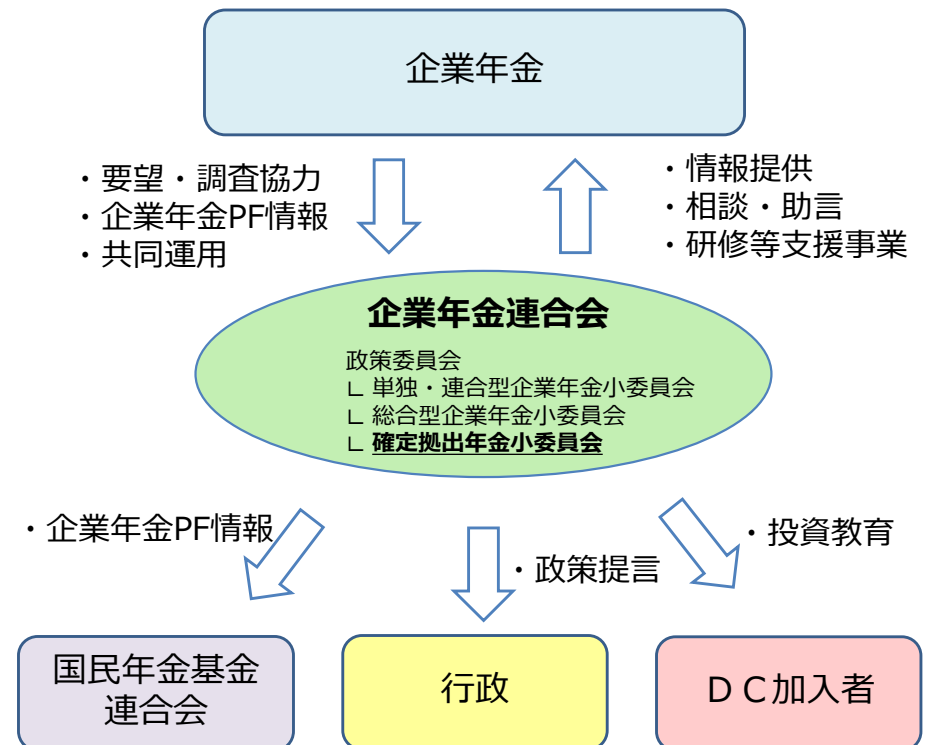 企業年金
・要望・調査協力
・企業年金PF情報
・共同運用
・情報提供
・相談・助言
・研修等支援事業
企業年金連合会
政策委員会
∟ 単独・連合型企業年金小委員会
∟ 総合型企業年金小委員会
∟ 確定拠出年金小委員会
・企業年金PF情報
・政策提言
・投資教育
国民年金基金
連合会
行政
ＤＣ加入者